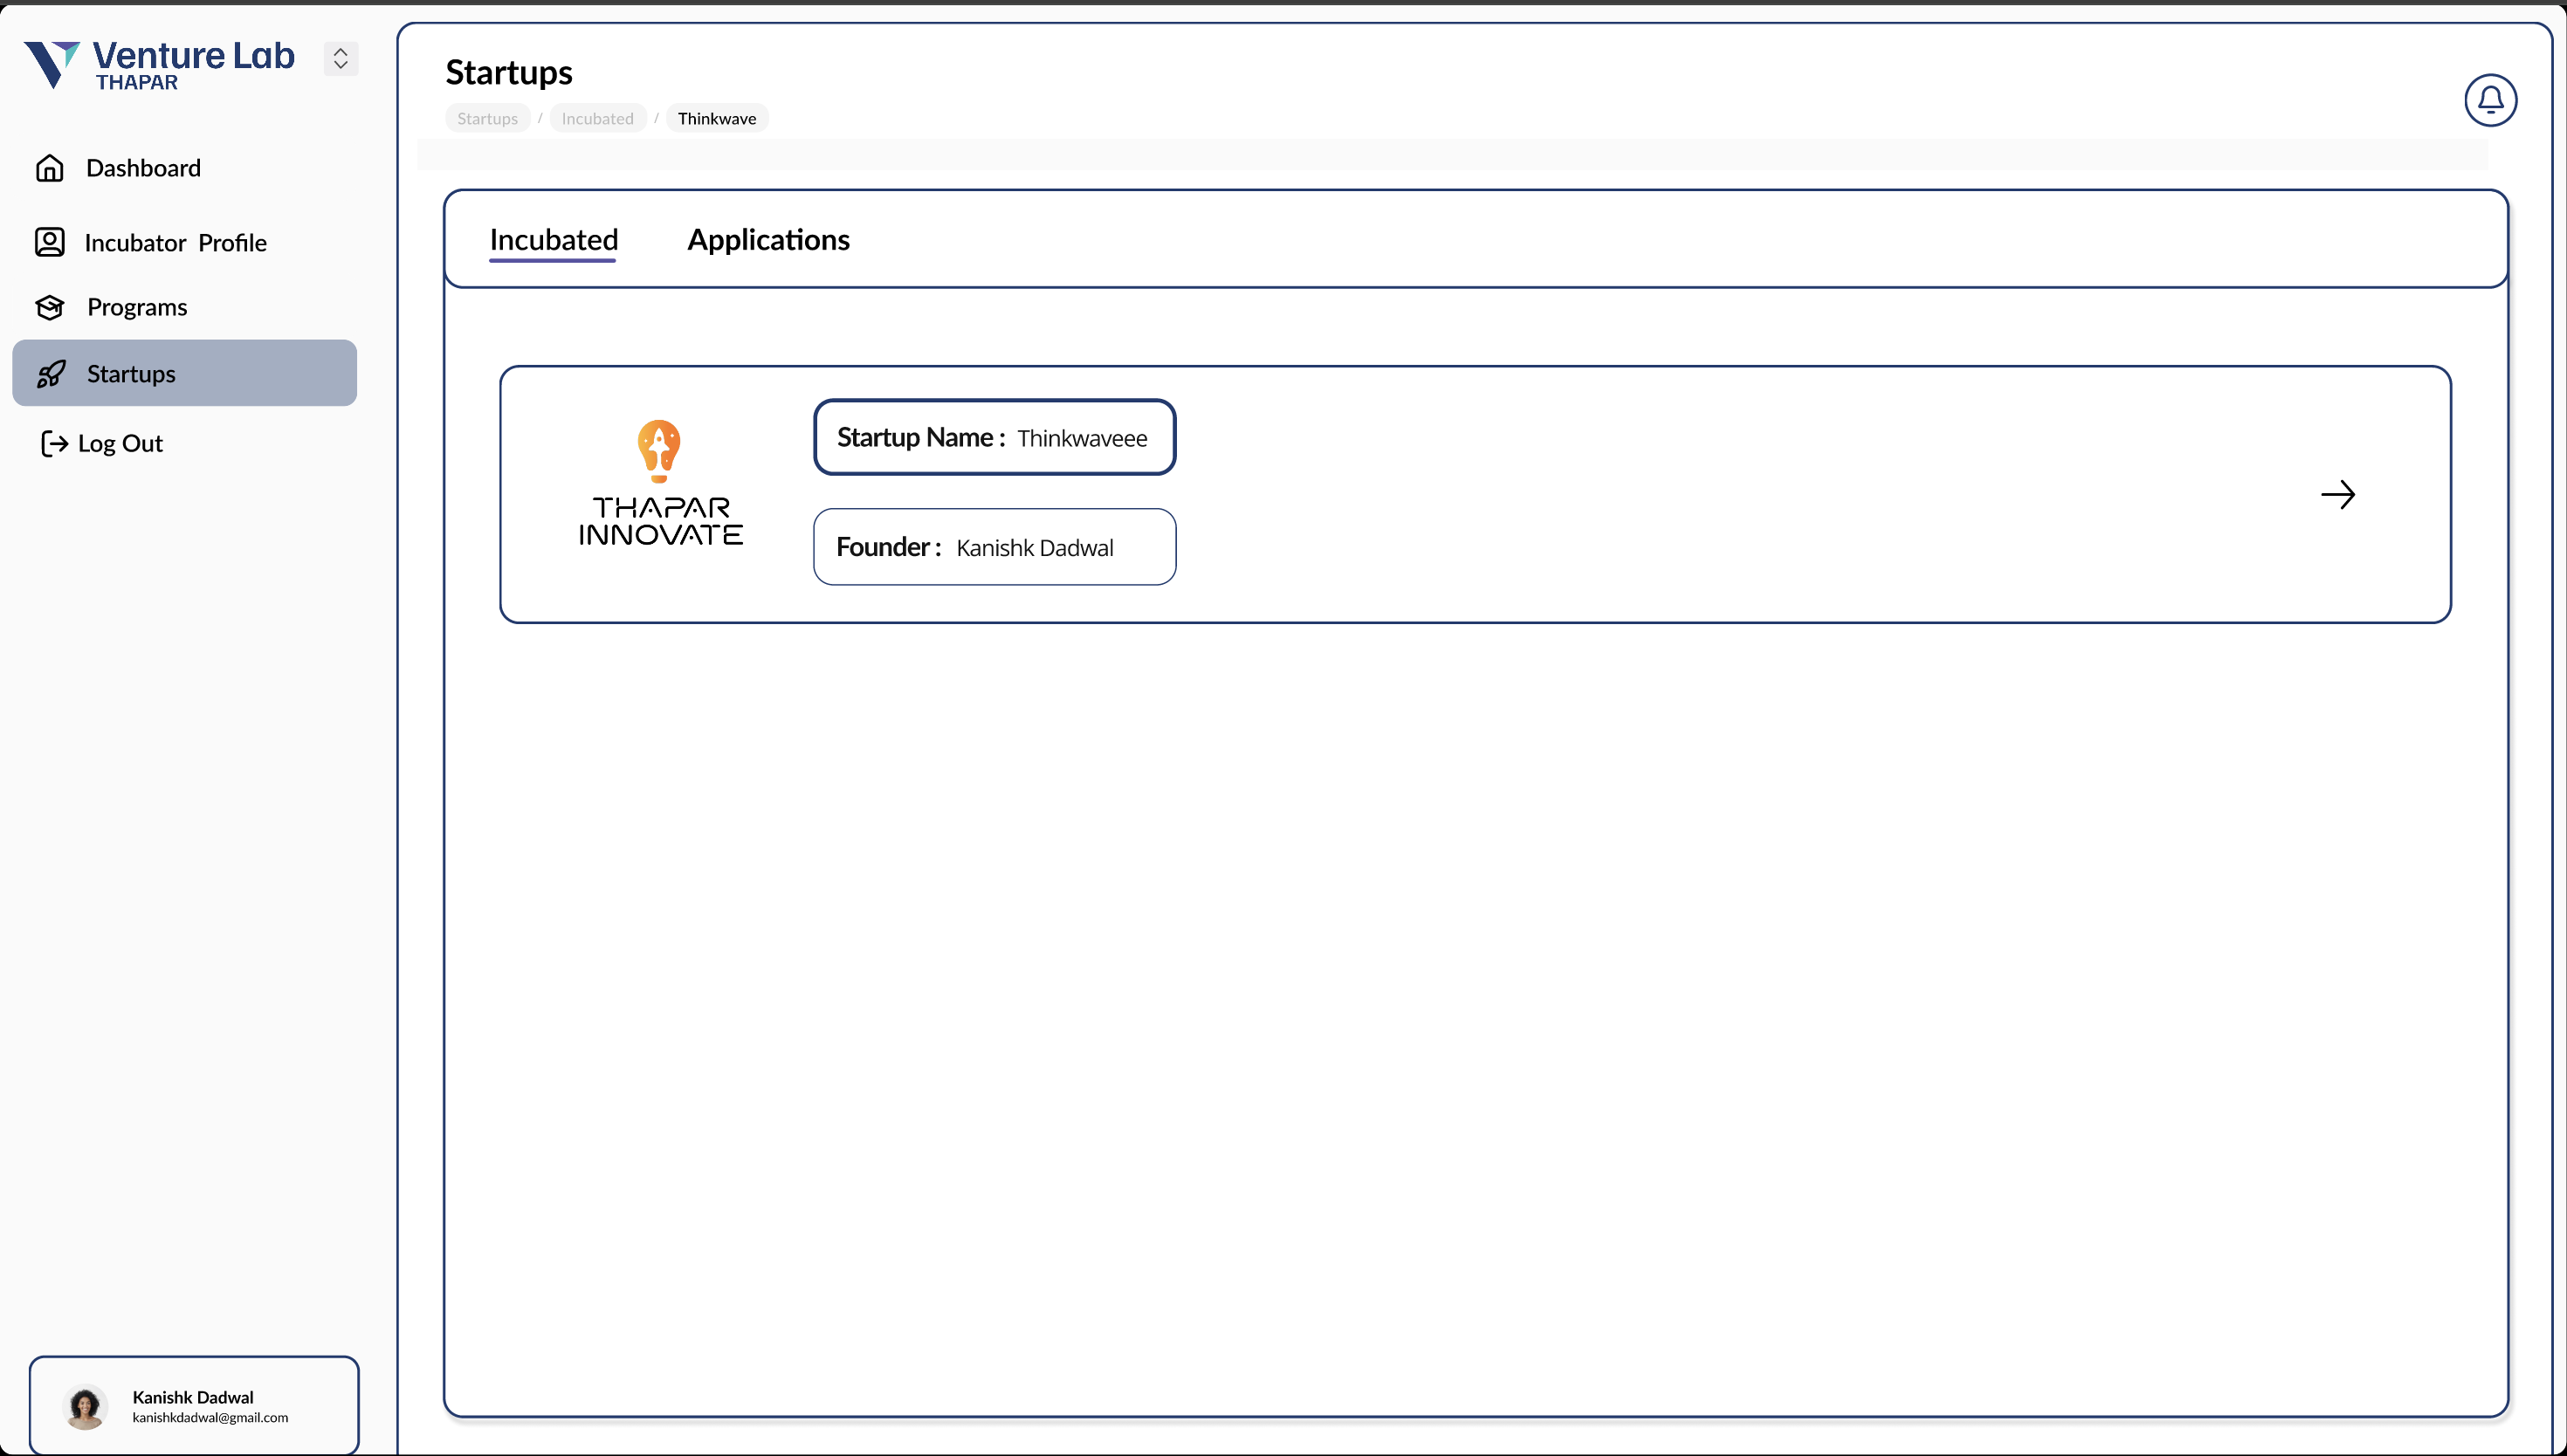 Venture Lab
THAPAR
Dashboard
Incubator Profile
Programs
Startups
Log Out
Kanishk Dadwal
kanishkdadwal@gmail.com
Startups
Startups / Incubated / Thinkwave
Incubated Applications
THAPAR
INNOVATE
Startup Name : Thinkwaveee
Founder : Kanishk Dadwal